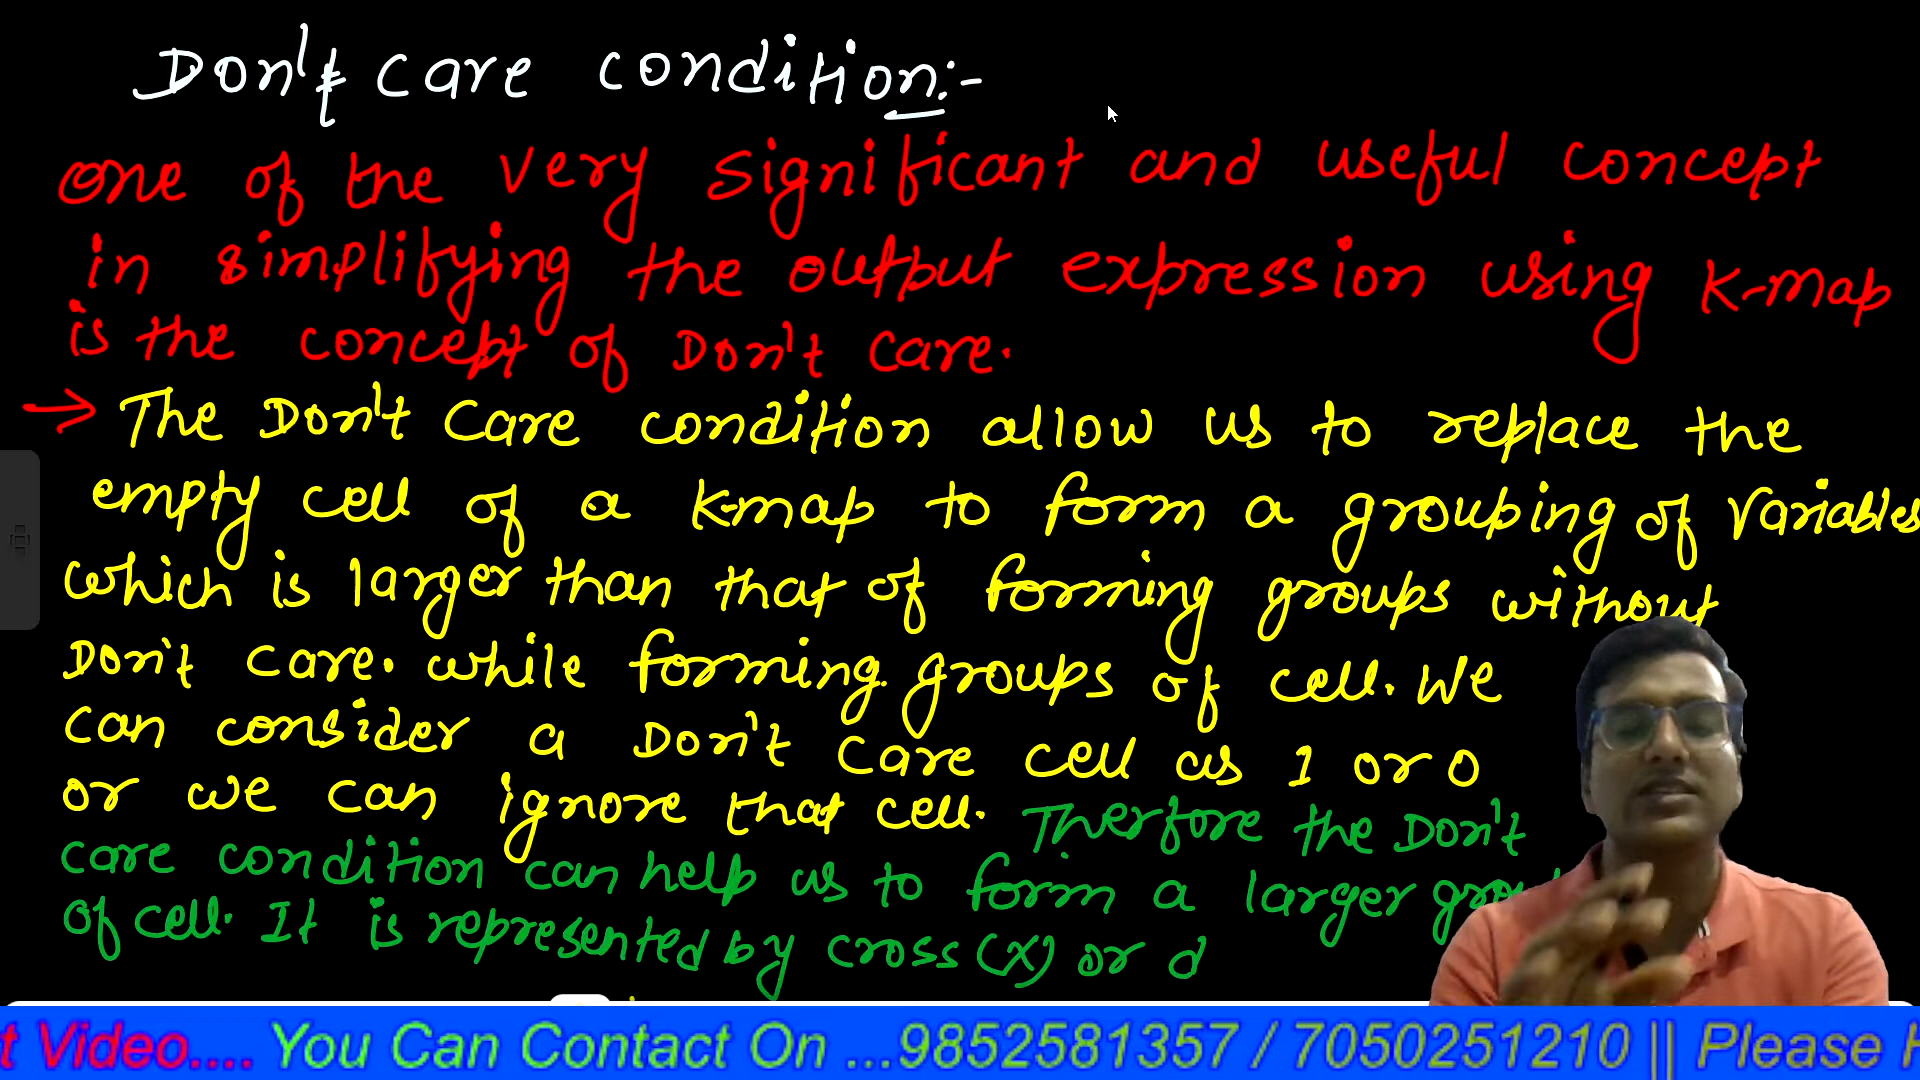 Don't care condition:-
one of the very significant and useful concept
in simplifying the output expression using K-map
is the concept of Don't care.
→ The Don't Care condition allow us to replace the
empty cell of a K-map to form a grouping of variables
which is larger than that of forming groups without
Don't care. while forming groups of cell. We
can consider a Don't Care cell as 1 or 0
or we can ignore that cell. Therfore the Don't
care condition can help us to form a larger
of cell. It is represented by cross (X) or d
t Video.... You Can Contact On ...9852581357 / 7050251210 || Please H